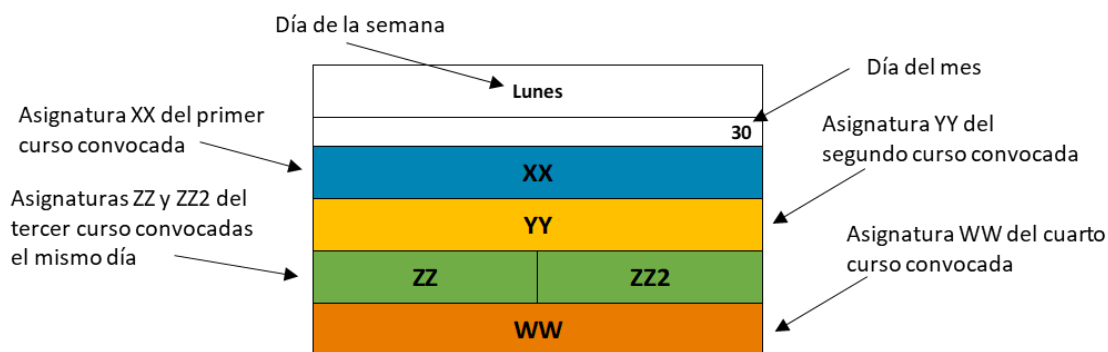 Día de la semana
Lunes
Día del mes
30
Asignatura XX del primer
curso convocada
XX
Asignatura YY del
segundo curso convocada
YY
Asignaturas ZZ y ZZ2 del
tercer curso convocadas
el mismo día
ZZ
ZZ2
Asignatura WW del cuarto
curso convocada
WW